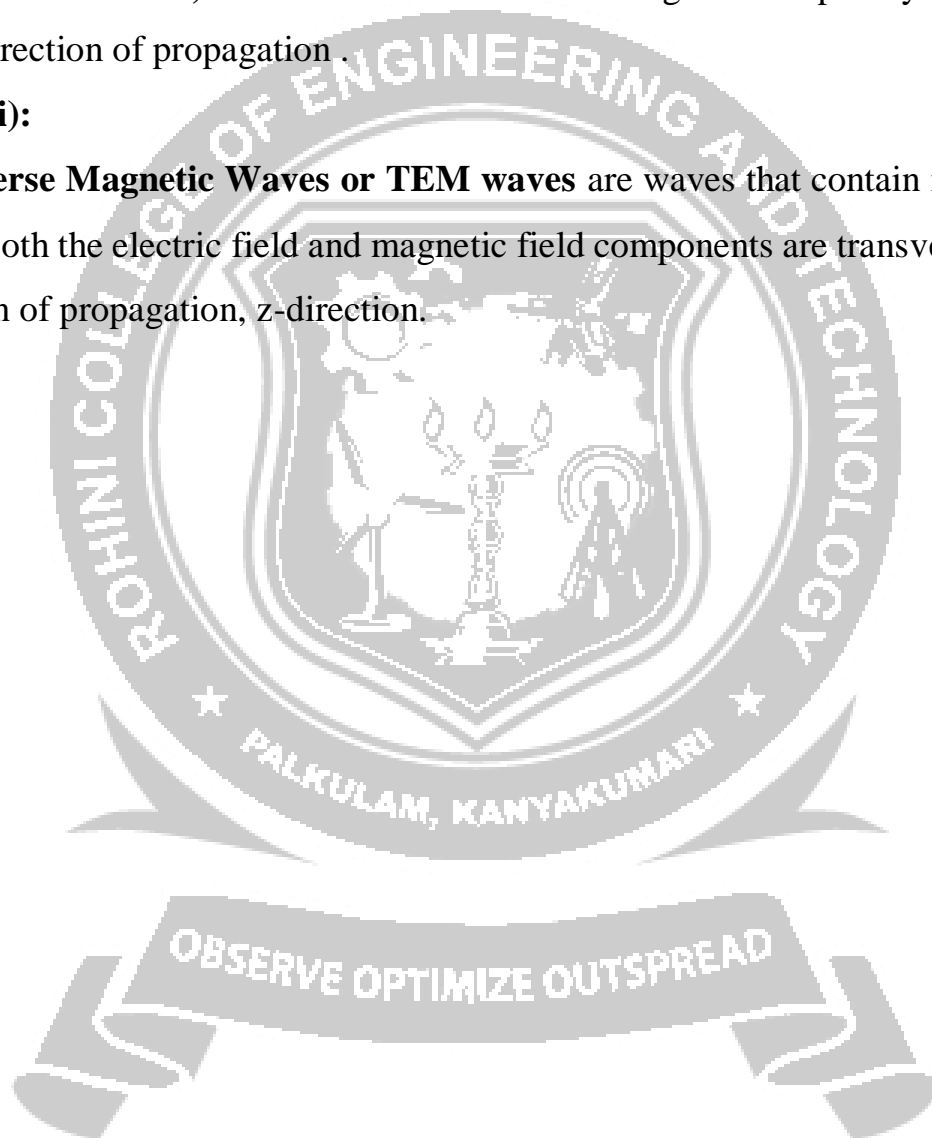 rection of propagation .
i):
erse Magnetic Waves or TEM waves are waves that contain
oth the electric field and magnetic field components are transv
n of propagation, z-direction.
ROHINI COLLEGE OF ENGINEERING AND TECHNOLOGY
PALKULAM, KANYAKUMARI
OBSERVE OPTIMIZE OUTSPREAD